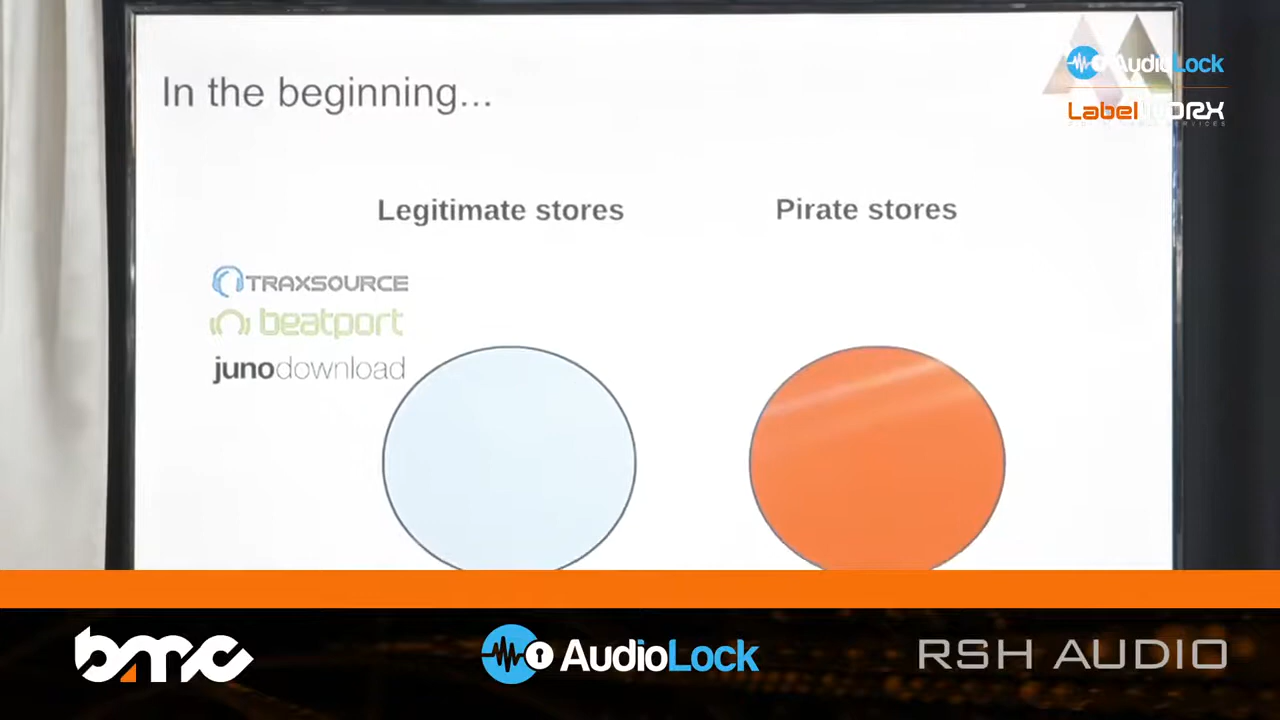 In the beginning...
AudioLock
LabelWORX
Legitimate stores
Pirate stores
TRAXSOURCE
beatport
junodownload
bmc
AudioLock
RSH AUDIO